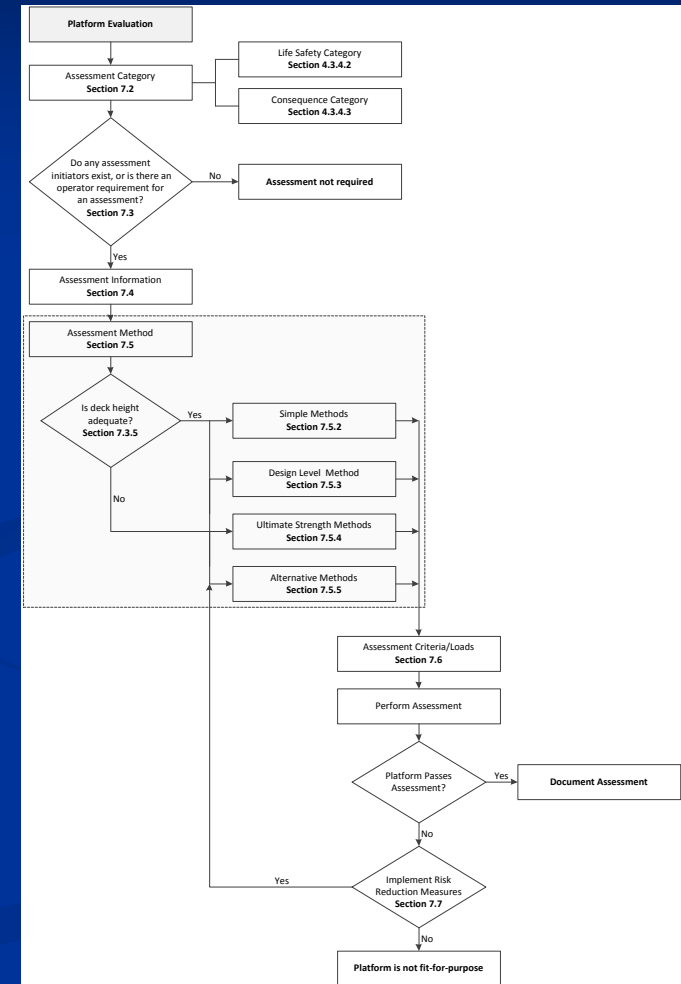 Platform Evaluation
Assessment Category
Section 7.2
Life Safety Category
Section 4.3.4.2
Consequence Category
Section 4.3.4.3
Do any assessment
initiators exist, or is there an
operator requirement for
an assessment?
Section 7.3
No
Assessment not required
Yes
Assessment Information
Section 7.4
Assessment Method
Section 7.5
Is deck height
adequate?
Section 7.3.5
Yes
No
Simple Methods
Section 7.5.2
Design Level Method
Section 7.5.3
Ultimate Strength Methods
Section 7.5.4
Alternative Methods
Section 7.5.5
Assessment Criteria/Loads
Section 7.6
Perform Assessment
Platform Passes
Assessment?
Yes
Document Assessment
No
Implement Risk
Reduction Measures
Section 7.7
Yes
No
Platform is not fit-for-purpose